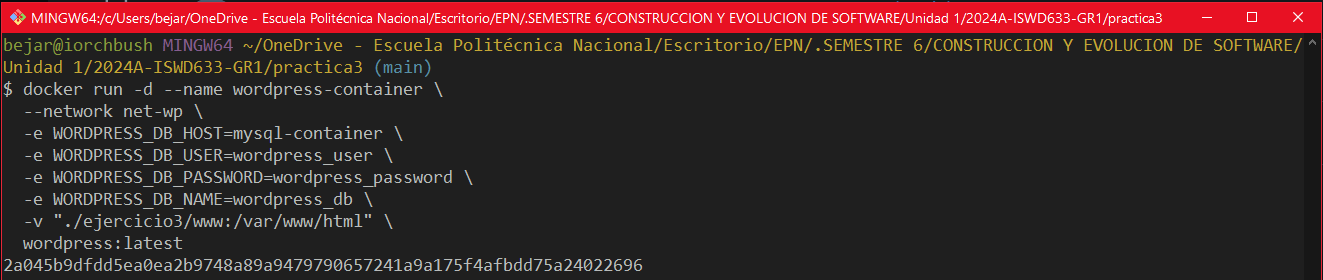 MINGW64:/c/Users/bejar/OneDrive - Escuela Politécnica Nacional/Escritorio/EPN/.SEMESTRE 6/CONSTRUCCION Y EVOLUCION DE SOFTWARE/Unidad 1/2024A-ISWD633-GR1/practica3
bejar@iorchbush MINGW64 ~/OneDrive - Escuela Politécnica Nacional/Escritorio/EPN/.SEMESTRE 6/CONSTRUCCION Y EVOLUCION DE SOFTWARE/
Unidad 1/2024A-ISWD633-GR1/practica3 (main)
$ docker run -d --name wordpress-container \
  --network net-wp \
  -e WORDPRESS_DB_HOST=mysql-container \
  -e WORDPRESS_DB_USER=wordpress_user \
  -e WORDPRESS_DB_PASSWORD=wordpress_password \
  -e WORDPRESS_DB_NAME=wordpress_db \
  -v "./ejercicio3/www:/var/www/html" \
  wordpress:latest
2a045b9dfdd5ea0ea2b9748a89a9479790657241a9a175f4afbdd75a24022696